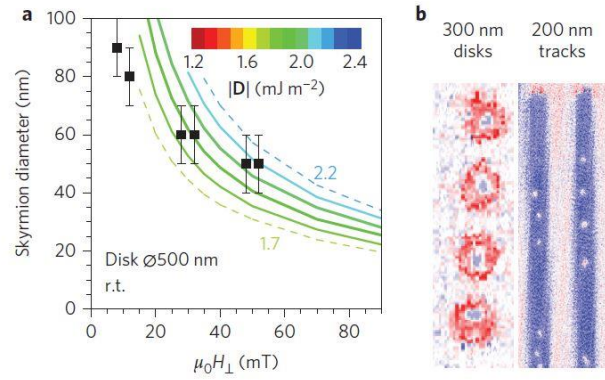 a
100
80
60
40
20
0
Skyrmion diameter (nm)
1.2 1.6 2.0 2.4
|D| (mJ m⁻²)
2.2
1.7
Disk Ø500 nm
r.t.
0 20 40 60 80
μ₀H⊥ (mT)
b
300 nm
disks
200 nm
tracks